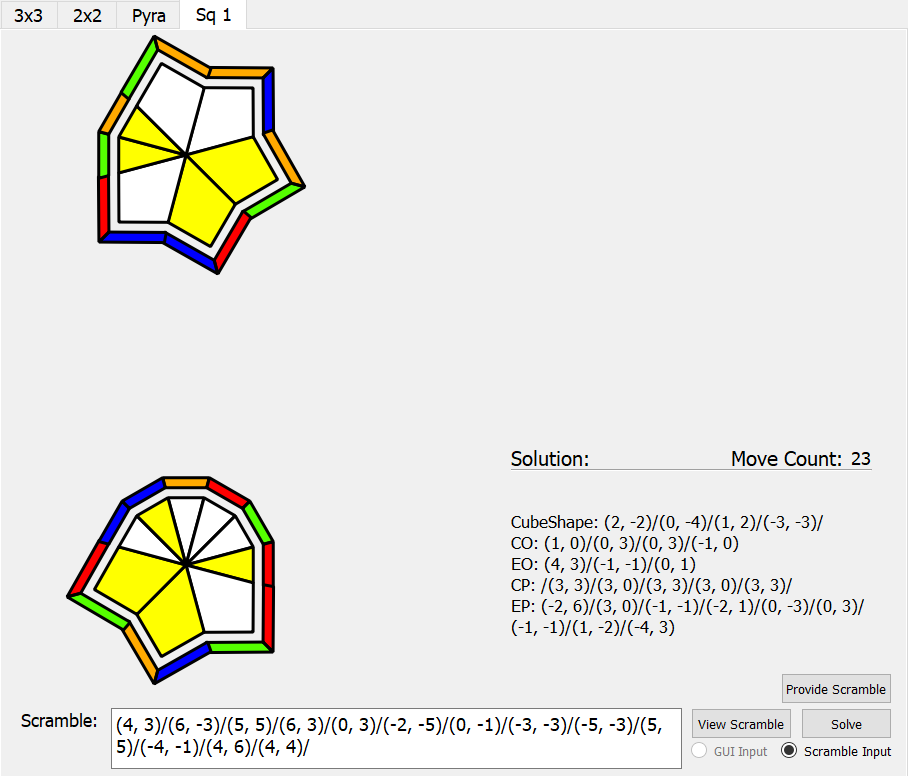 3x3 2x2 Pyra Sq 1
Solution: Move Count: 23
CubeShape: (2, -2)/(0, -4)/(1, 2)/(-3, -3)/
CO: (1, 0)/(0, 3)/(0, 3)/(-1, 0)
EO: (4, 3)/(-1, -1)/(0, 1)
CP: /(3, 3)/(3, 0)/(3, 3)/(3, 0)/(3, 3)/
EP: (-2, 6)/(3, 0)/(-1, -1)/(-2, 1)/(0, -3)/(0, 3)/
(-1, -1)/(1, -2)/(-4, 3)
Provide Scramble
Scramble: (4, 3)/(6, -3)/(5, 5)/(6, 3)/(0, 3)/(-2, -5)/(0, -1)/(-3, -3)/(-5, -3)/(5,
5)/(-4, -1)/(4, 6)/(4, 4)/
View Scramble Solve
GUI Input Scramble Input